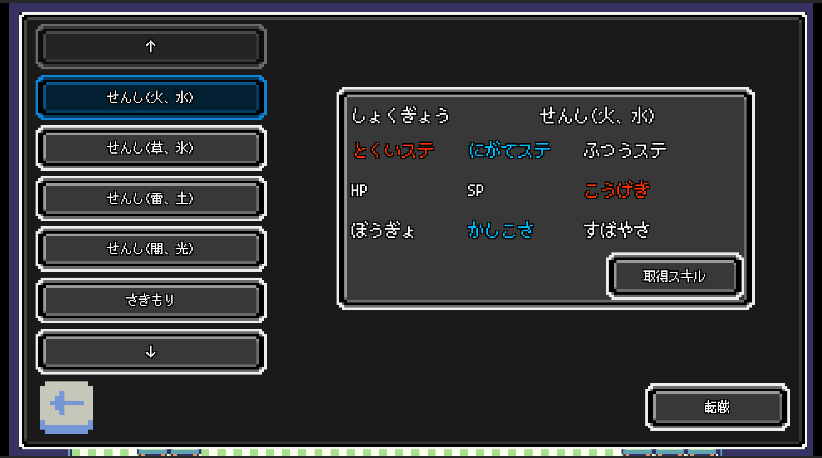 ↑
せんし(火、水)
せんし(草、氷)
せんし(雷、土)
せんし(闇、光)
さきもり
↓
しょくぎょう せんし(火、水)
とくいステ にがてステ ふつうステ
HP SP こうげき
ぼうぎょ かしこさ すばやさ
取得スキル
転職